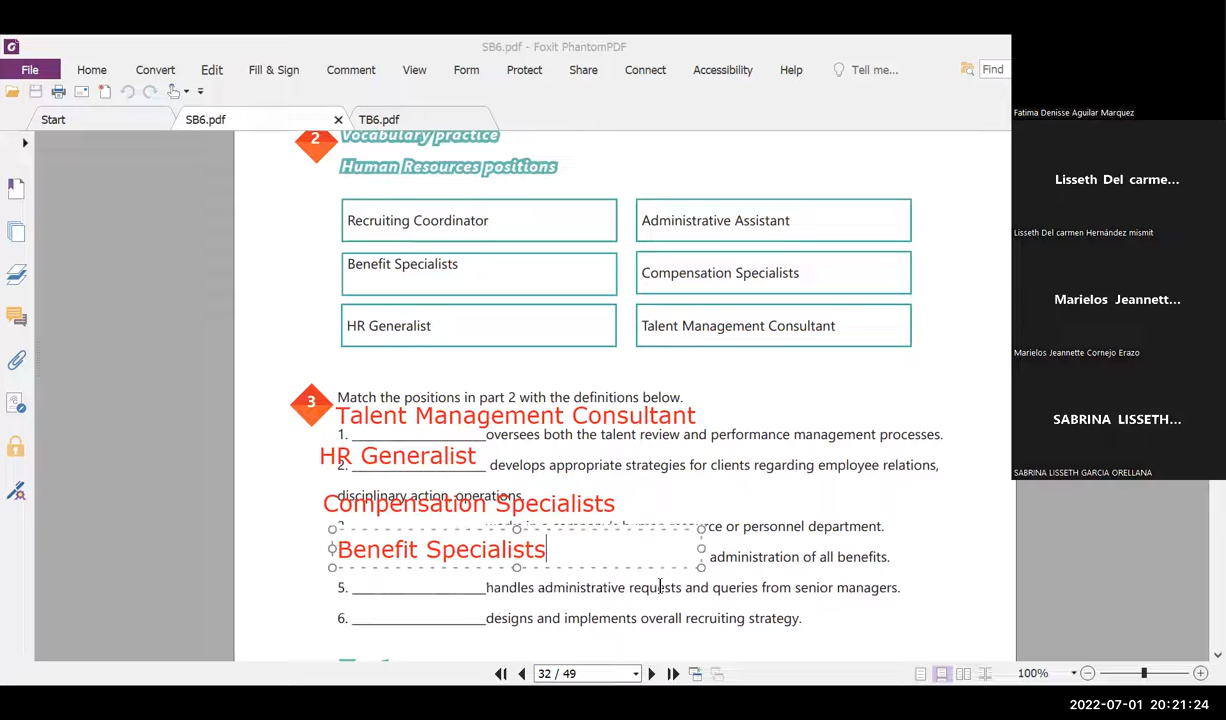 SB6.pdf - Foxit PhantomPDF
File Home Convert Edit Fill & Sign Comment View Form Protect Share Connect Accessibility Help Tell me... Find
Start SB6.pdf TB6.pdf
Fatima Denisse Aguilar Marquez
2 Vocabulary practice
Human Resources positions
Lisseth Del carme...
Recruiting Coordinator Administrative Assistant
Lisseth Del carmen Hernández mismit
Benefit Specialists Compensation Specialists
Marielos Jeannett...
HR Generalist Talent Management Consultant
Marielos Jeannette Cornejo Erazo
3 Match the positions in part 2 with the definitions below.
Talent Management Consultant
SABRINA LISSETH...
1. ____________________oversees both the talent review and performance management processes.
HR Generalist
2. ____________________ develops appropriate strategies for clients regarding employee relations,
SABRINA LISSETH GARCIA ORELLANA
disciplinary action, operations.
Compensation Specialists
resource or personnel department.
Benefit Specialists
administration of all benefits.
5. ____________________handles administrative requests and queries from senior managers.
6. ____________________designs and implements overall recruiting strategy.
32 / 49 100%
2022-07-01 20:21:24